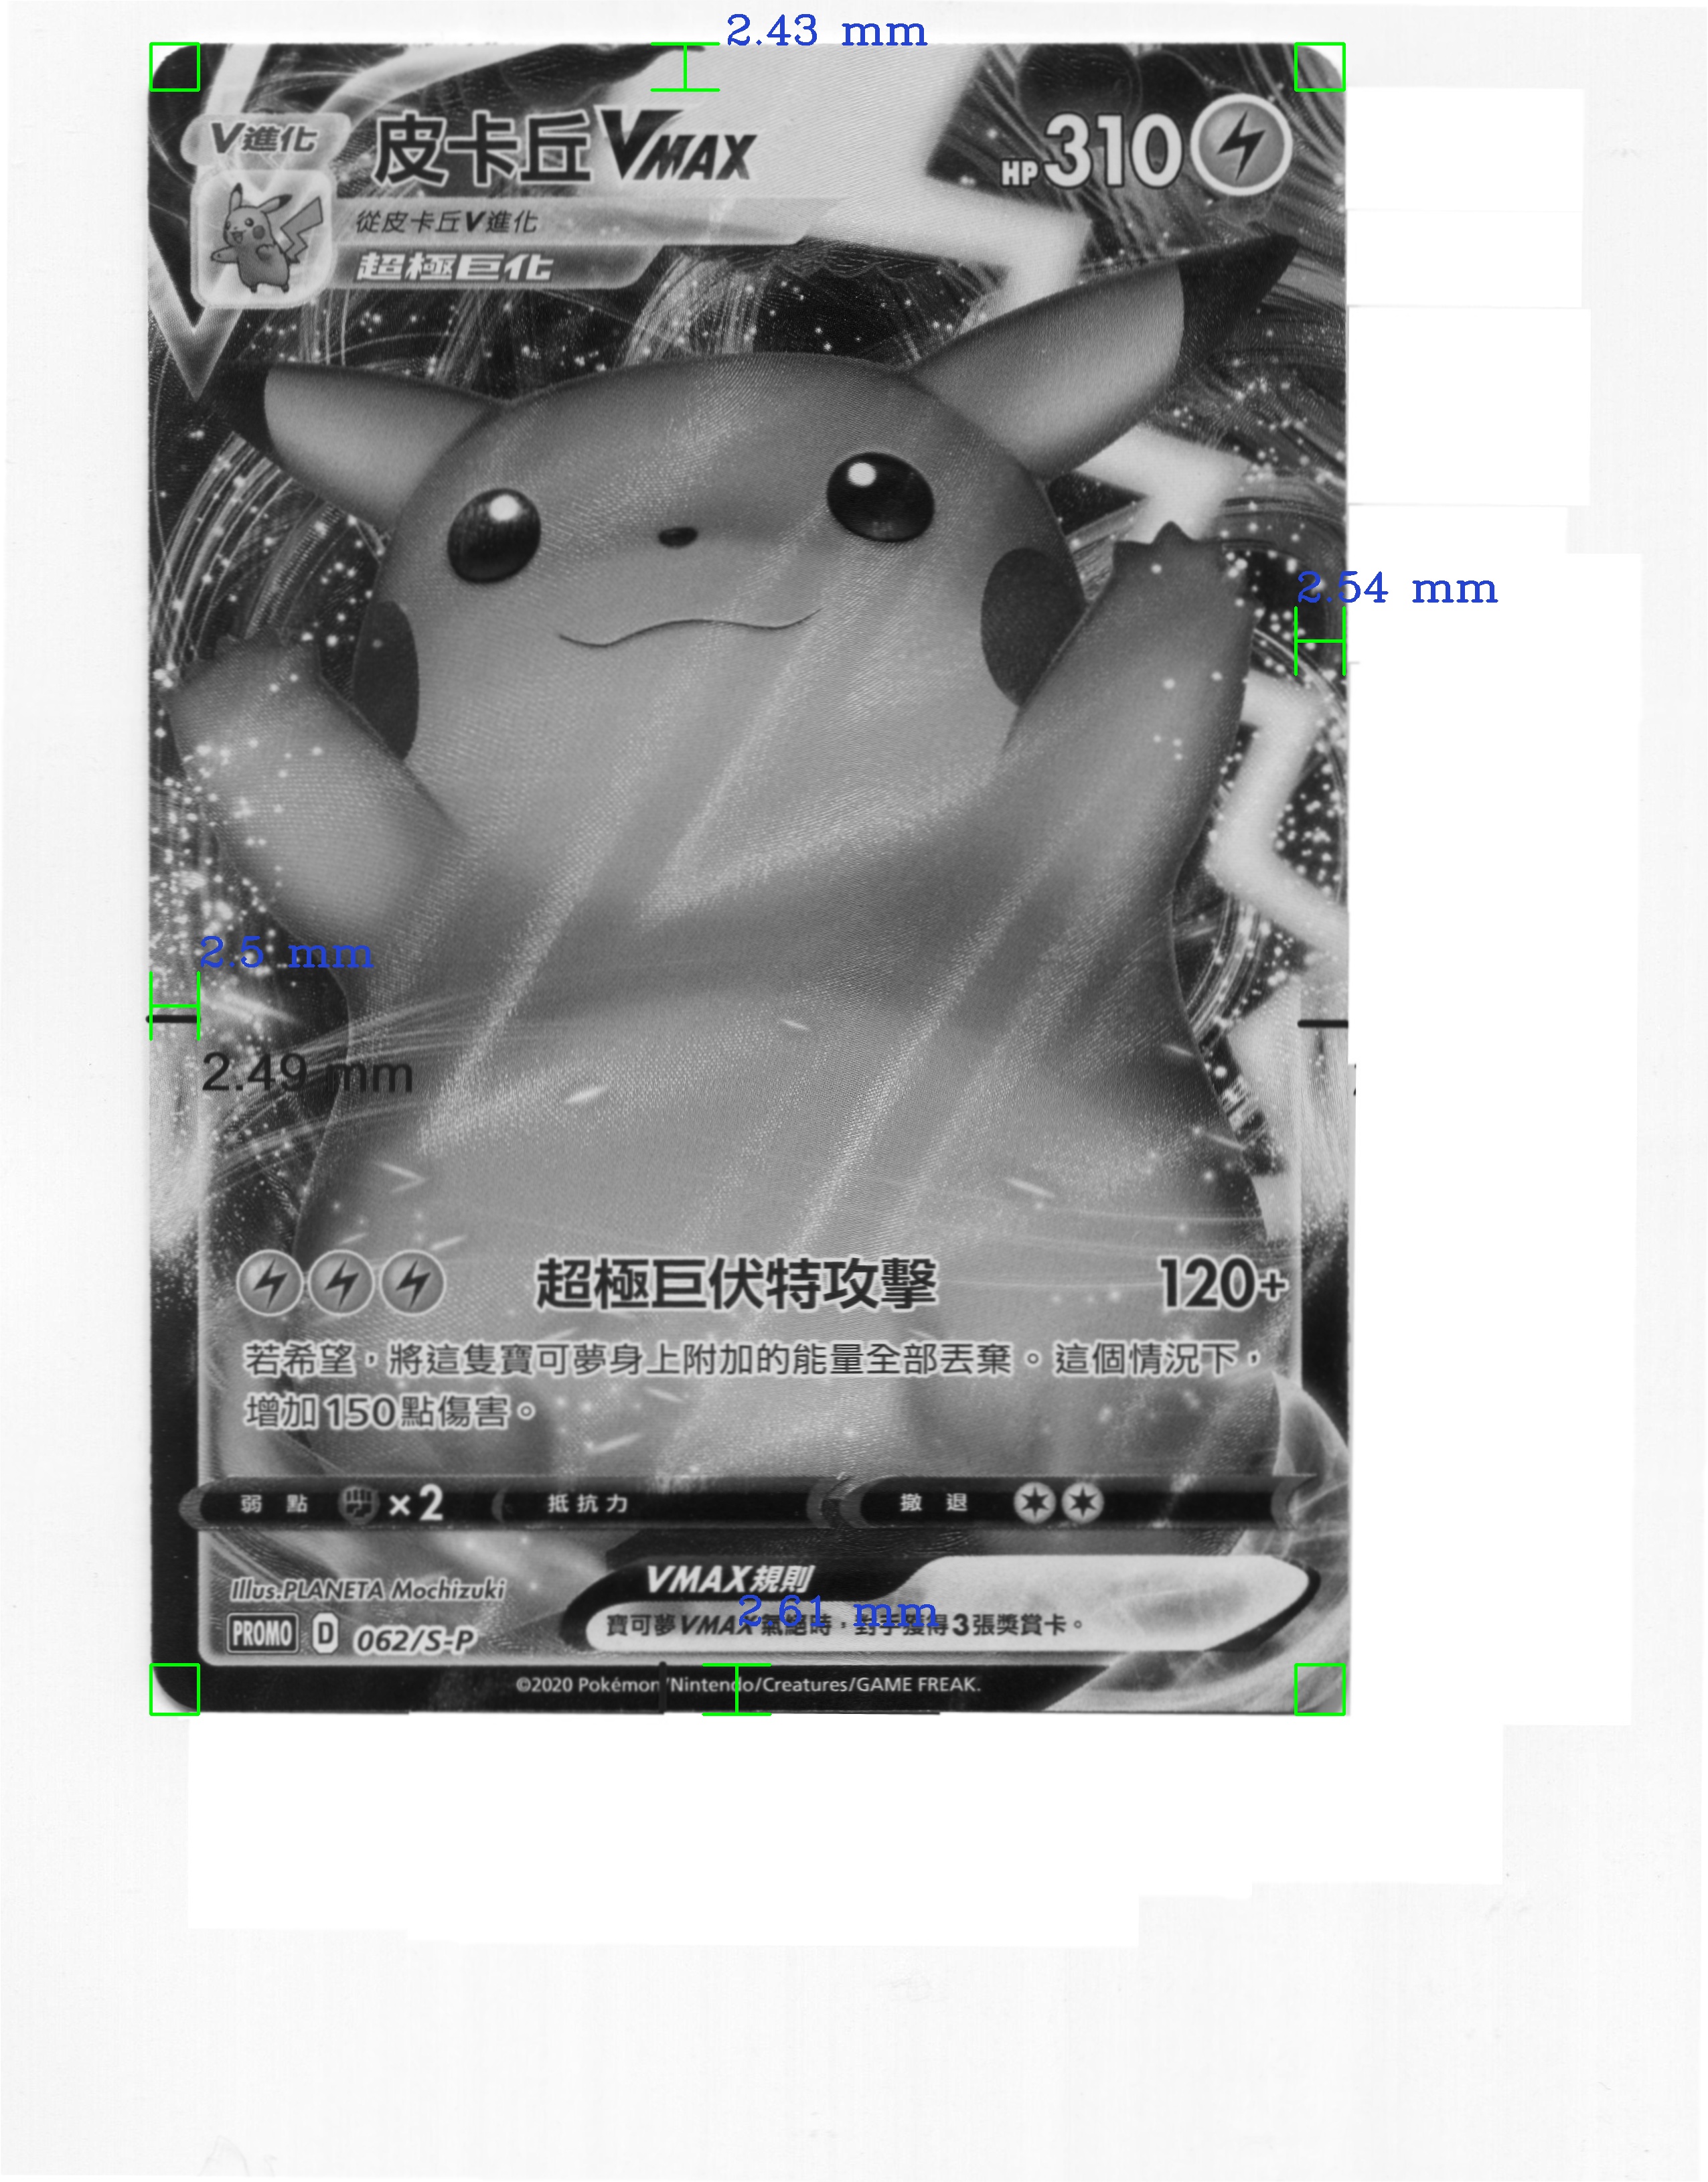 2.43 mm
V進化
皮卡丘VMAX
HP310
從皮卡丘V進化
超極巨化
2.54 mm
2.5 mm
2.49 mm
超極巨伏特攻擊
120+
若希望，將這隻寶可夢身上附加的能量全部丟棄。這個情況下，
增加150點傷害。
弱點 ×2 抵抗力 撤退
Illus.PLANETA Mochizuki
VMAX規則
2.61 mm
寶可夢VMAX氣絕時，對手獲得3張獎賞卡。
PROMO D 062/S-P
©2020 Pokémon/Nintendo/Creatures/GAME FREAK.